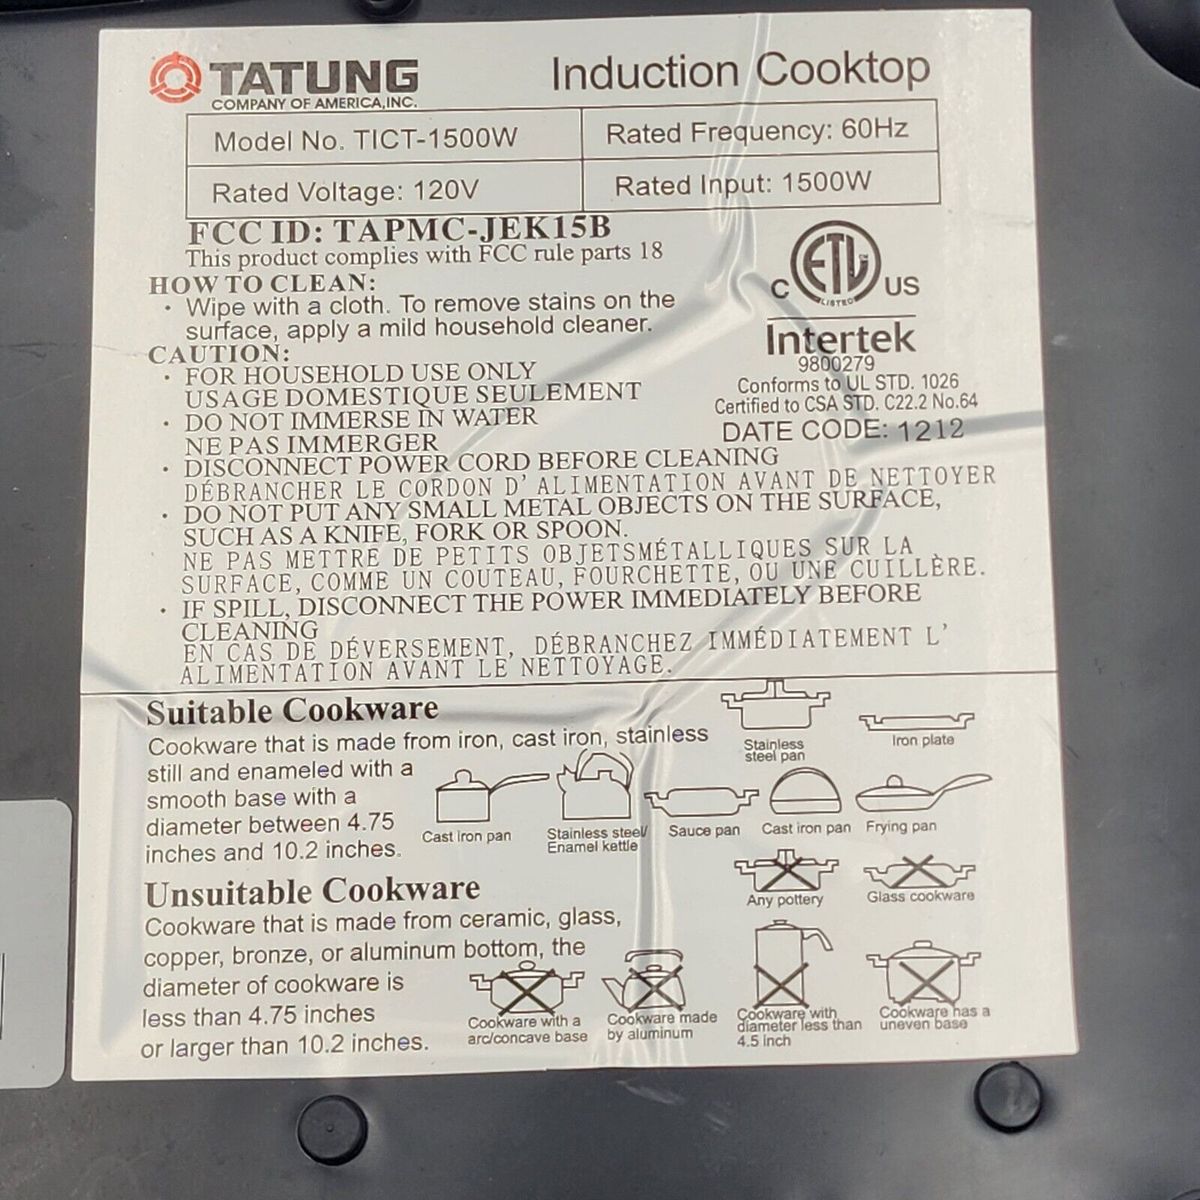 TATUNG
COMPANY OF AMERICA,INC.
Induction Cooktop
Model No. TICT-1500W
Rated Frequency: 60Hz
Rated Voltage: 120V
Rated Input: 1500W
FCC ID: TAPMC-JEK15B
This product complies with FCC rule parts 18
HOW TO CLEAN:
· Wipe with a cloth. To remove stains on the
surface, apply a mild household cleaner.
C ETL US
LISTED
Intertek
9800279
Conforms to UL STD. 1026
Certified to CSA STD. C22.2 No.64
DATE CODE: 1212
CAUTION:
· FOR HOUSEHOLD USE ONLY
USAGE DOMESTIQUE SEULEMENT
· DO NOT IMMERSE IN WATER
NE PAS IMMERGER
· DISCONNECT POWER CORD BEFORE CLEANING
DÉBRANCHER LE CORDON D' ALIMENTATION AVANT DE NETTOYER
· DO NOT PUT ANY SMALL METAL OBJECTS ON THE SURFACE,
SUCH AS A KNIFE, FORK OR SPOON.
NE PAS METTRE DE PETITS OBJETSMÉTALLIQUES SUR LA
SURFACE, COMME UN COUTEAU, FOURCHETTE, OU UNE CUILLÈRE.
· IF SPILL, DISCONNECT THE POWER IMMEDIATELY BEFORE
CLEANING
EN CAS DE DÉVERSEMENT, DÉBRANCHEZ IMMÉDIATEMENT L'
ALIMENTATION AVANT LE NETTOYAGE.
Suitable Cookware
Cookware that is made from iron, cast iron, stainless
still and enameled with a
smooth base with a
diameter between 4.75
inches and 10.2 inches.
Stainless
steel pan
Iron plate
Cast iron pan
Stainless steel/
Enamel kettle
Sauce pan
Cast iron pan
Frying pan
Unsuitable Cookware
Cookware that is made from ceramic, glass,
copper, bronze, or aluminum bottom, the
diameter of cookware is
less than 4.75 inches
or larger than 10.2 inches.
Any pottery
Glass cookware
Cookware with a
arc/concave base
Cookware made
by aluminum
Cookware with
diameter less than
4.5 inch
Cookware has a
uneven base